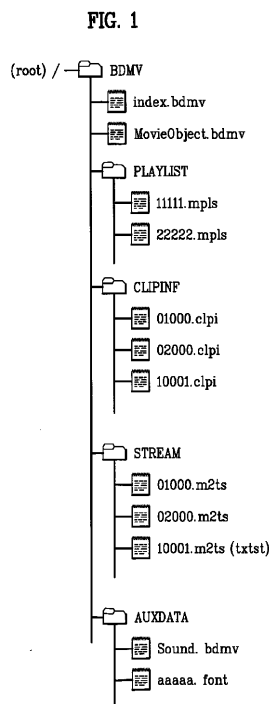 FIG. 1
(root) / BDMV
index.bdmv
MovieObject.bdmv
PLAYLIST
11111.mpls
22222.mpls
CLIPINF
01000.clpi
02000.clpi
10001.clpi
STREAM
01000.m2ts
02000.m2ts
10001.m2ts (txtst)
AUXDATA
Sound. bdmv
aaaaa. font